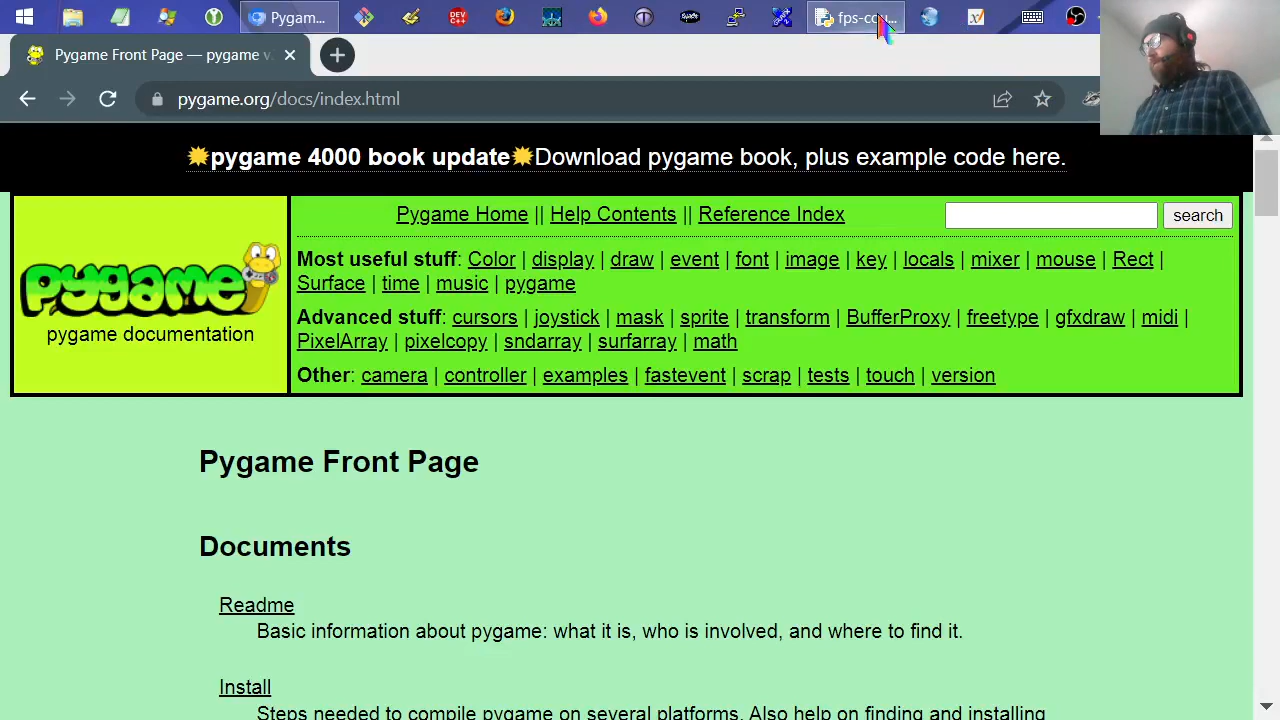 Pygam...
fps-cou...
Pygame Front Page — pygame v
pygame.org/docs/index.html
pygame 4000 book update Download pygame book, plus example code here.
Pygame Home || Help Contents || Reference Index
search
Most useful stuff: Color | display | draw | event | font | image | key | locals | mixer | mouse | Rect |
Surface | time | music | pygame
Advanced stuff: cursors | joystick | mask | sprite | transform | BufferProxy | freetype | gfxdraw | midi |
PixelArray | pixelcopy | sndarray | surfarray | math
Other: camera | controller | examples | fastevent | scrap | tests | touch | version
pygame
pygame documentation
Pygame Front Page
Documents
Readme
Basic information about pygame: what it is, who is involved, and where to find it.
Install
Steps needed to compile pygame on several platforms. Also help on finding and installing